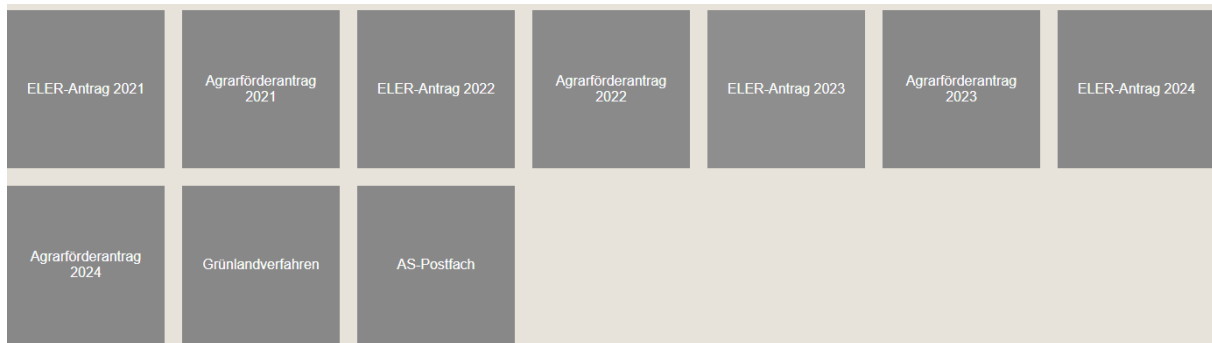 ELER-Antrag 2021
Agrarförderantrag
2021
ELER-Antrag 2022
Agrarförderantrag
2022
ELER-Antrag 2023
Agrarförderantrag
2023
ELER-Antrag 2024
Agrarförderantrag
2024
Grünlandverfahren
AS-Postfach